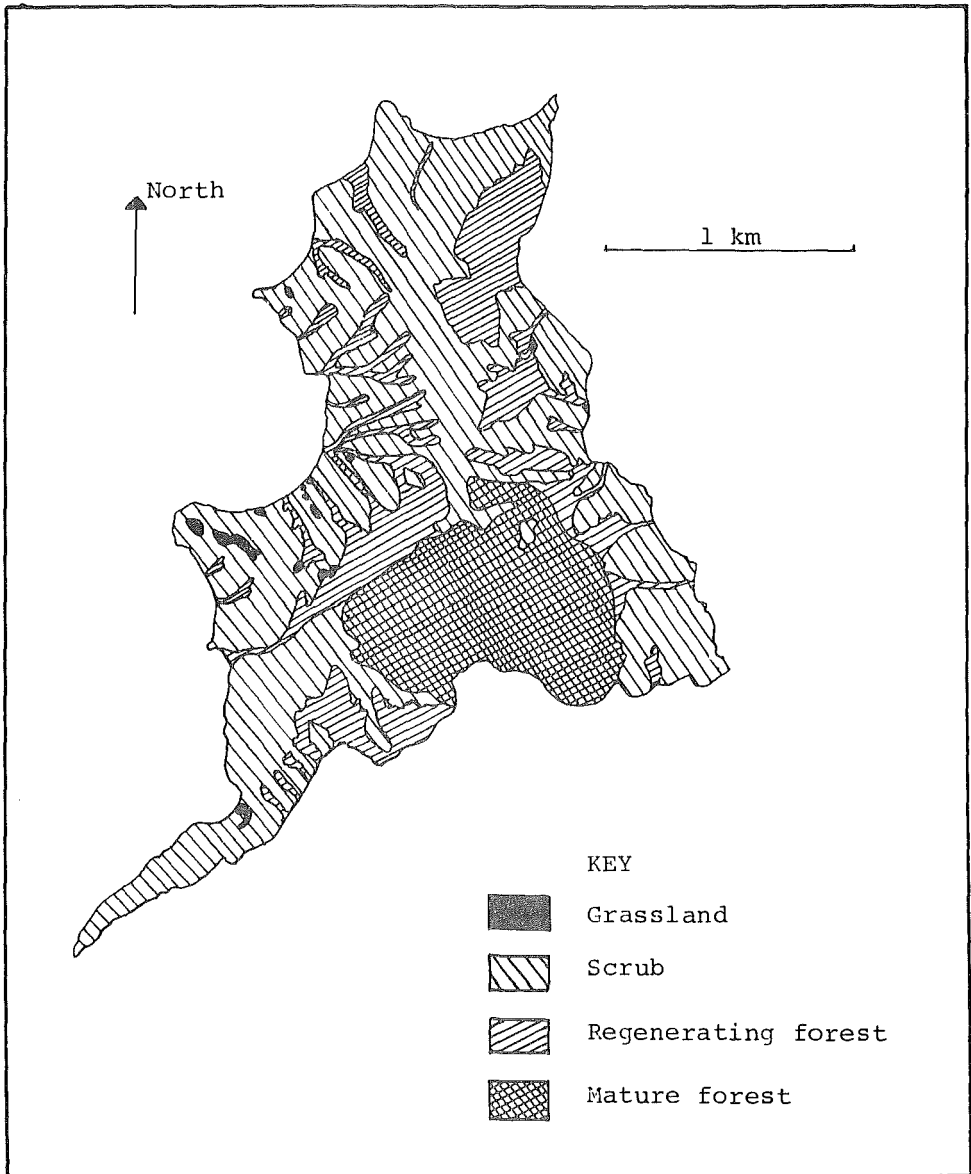 North
1 km
KEY
Grassland
Scrub
Regenerating forest
Mature forest